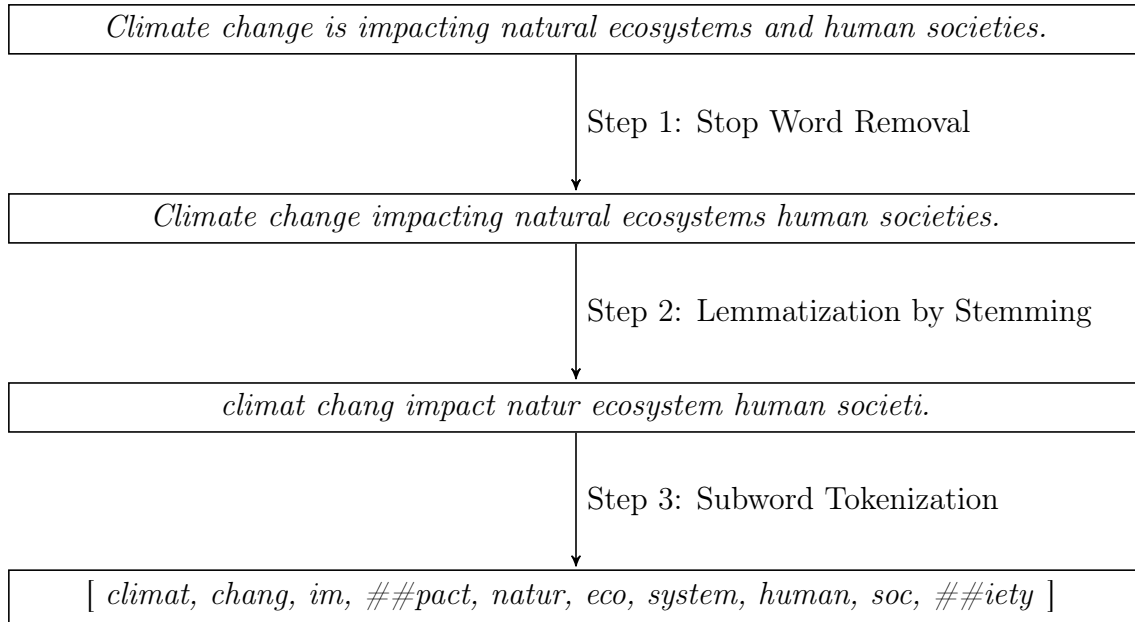 Climate change is impacting natural ecosystems and human societies.
Step 1: Stop Word Removal
Climate change impacting natural ecosystems human societies.
Step 2: Lemmatization by Stemming
climat chang impact natur ecosystem human societi.
Step 3: Subword Tokenization
[ climat, chang, im, ##pact, natur, eco, system, human, soc, ##iety ]